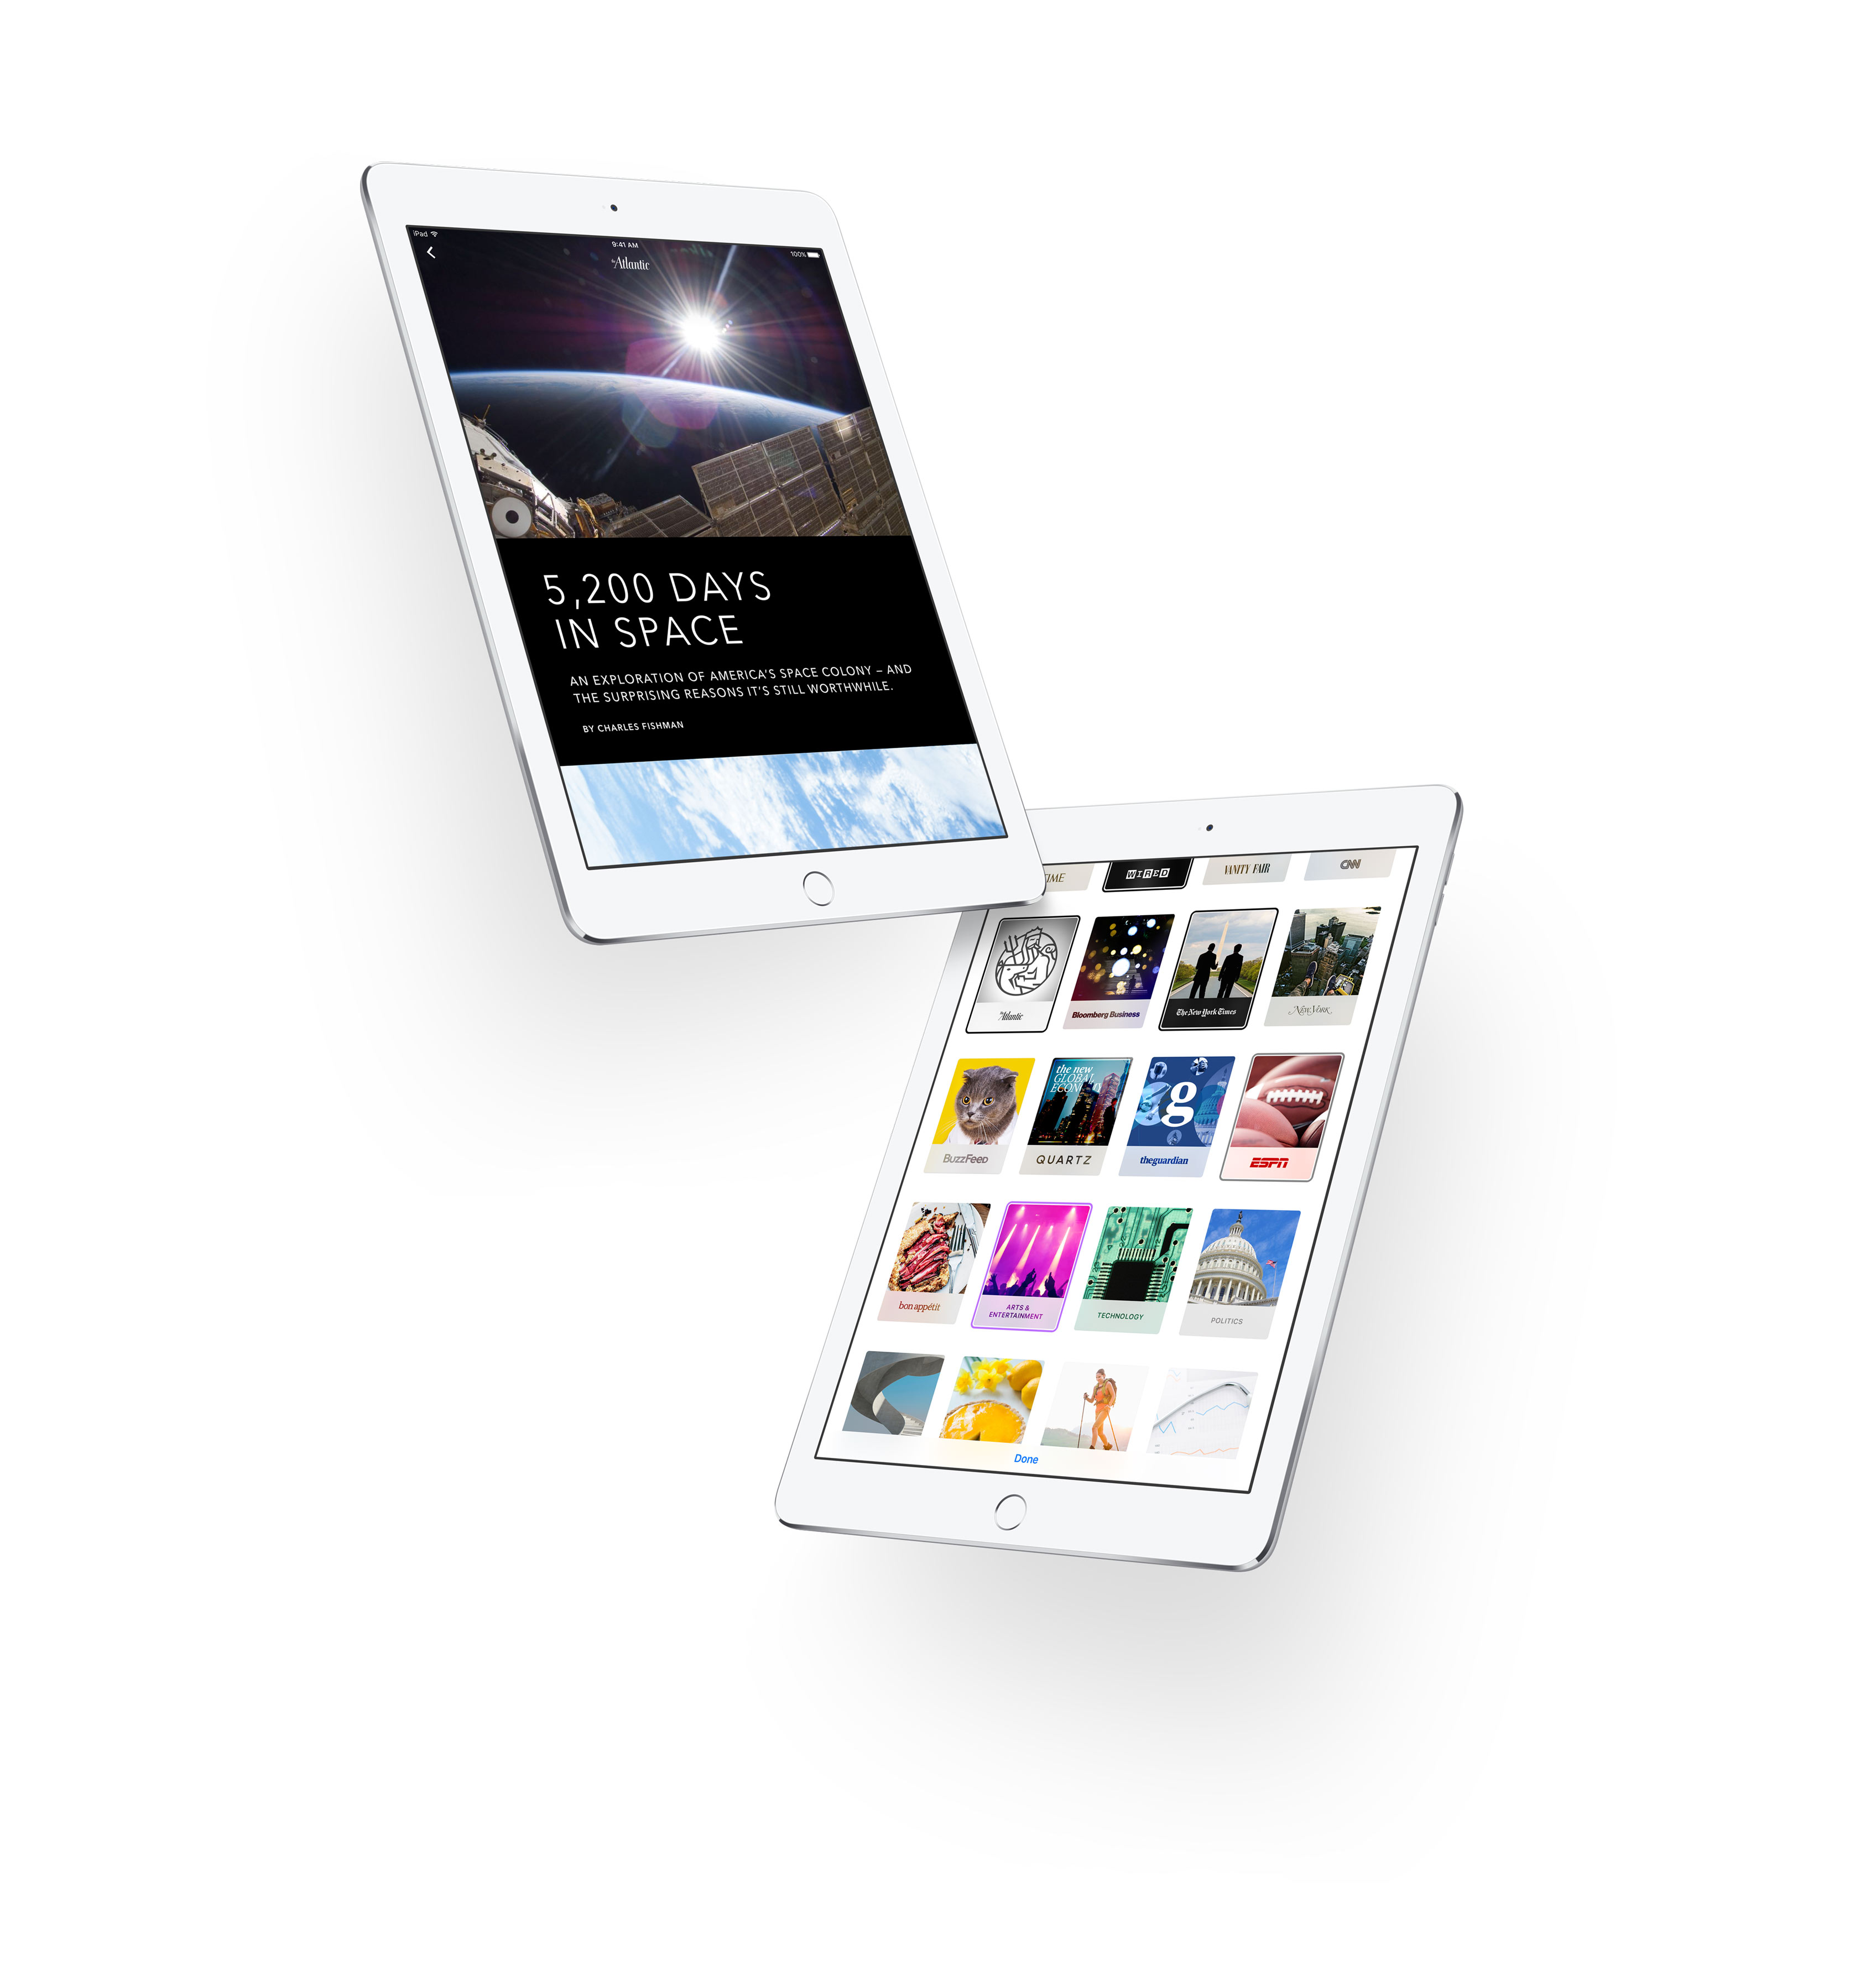 iPad
9:41 AM
100%
The Atlantic
5,200 DAYS
IN SPACE
AN EXPLORATION OF AMERICA'S SPACE COLONY – AND
THE SURPRISING REASONS IT'S STILL WORTHWHILE.
BY CHARLES FISHMAN
TIME
WIRED
VANITY FAIR
CNN
The Atlantic
Bloomberg Business
The New York Times
NEW YORK
the new
GLOBAL
ECONOMY
g
BuzzFeed
QUARTZ
theguardian
ESPN
bon appétit
ARTS &
ENTERTAINMENT
TECHNOLOGY
POLITICS
Done